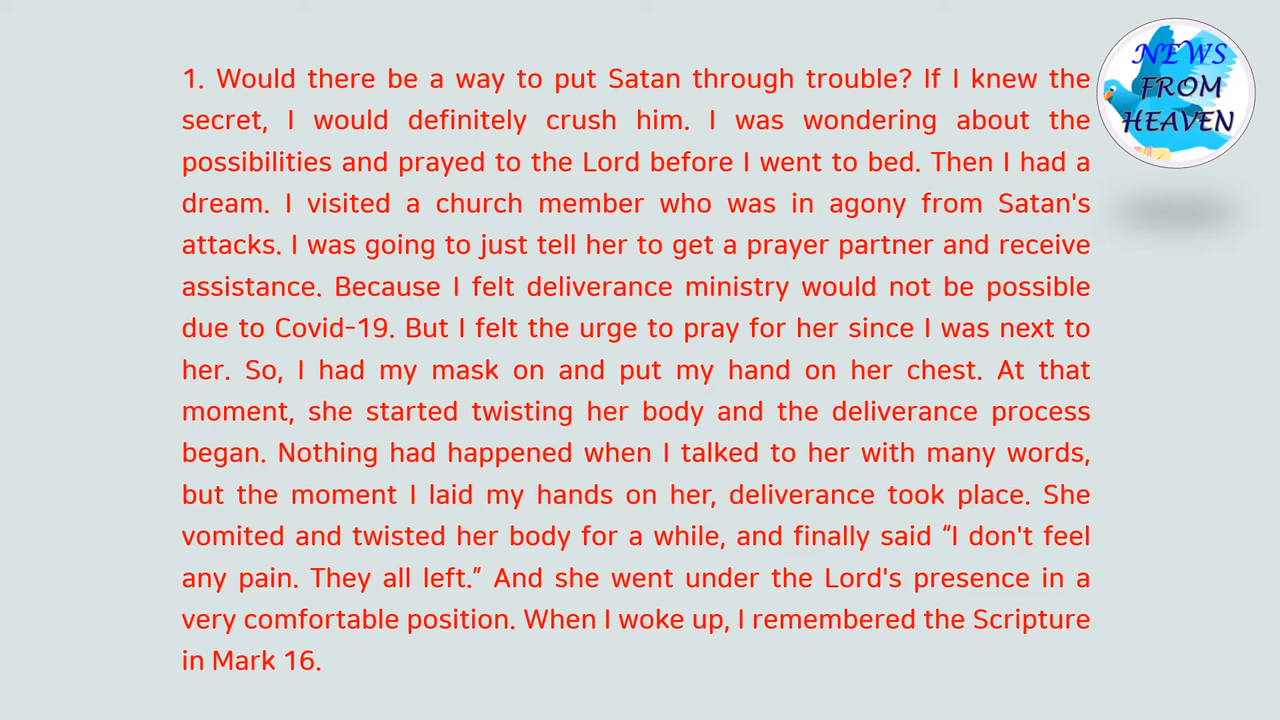 1. Would there be a way to put Satan through trouble? If I knew the
secret, I would definitely crush him. I was wondering about the
possibilities and prayed to the Lord before I went to bed. Then I had a
dream. I visited a church member who was in agony from Satan's
attacks. I was going to just tell her to get a prayer partner and receive
assistance. Because I felt deliverance ministry would not be possible
due to Covid-19. But I felt the urge to pray for her since I was next to
her. So, I had my mask on and put my hand on her chest. At that
moment, she started twisting her body and the deliverance process
began. Nothing had happened when I talked to her with many words,
but the moment I laid my hands on her, deliverance took place. She
vomited and twisted her body for a while, and finally said “I don't feel
any pain. They all left.” And she went under the Lord's presence in a
very comfortable position. When I woke up, I remembered the Scripture
in Mark 16.
NEWS
FROM
HEAVEN